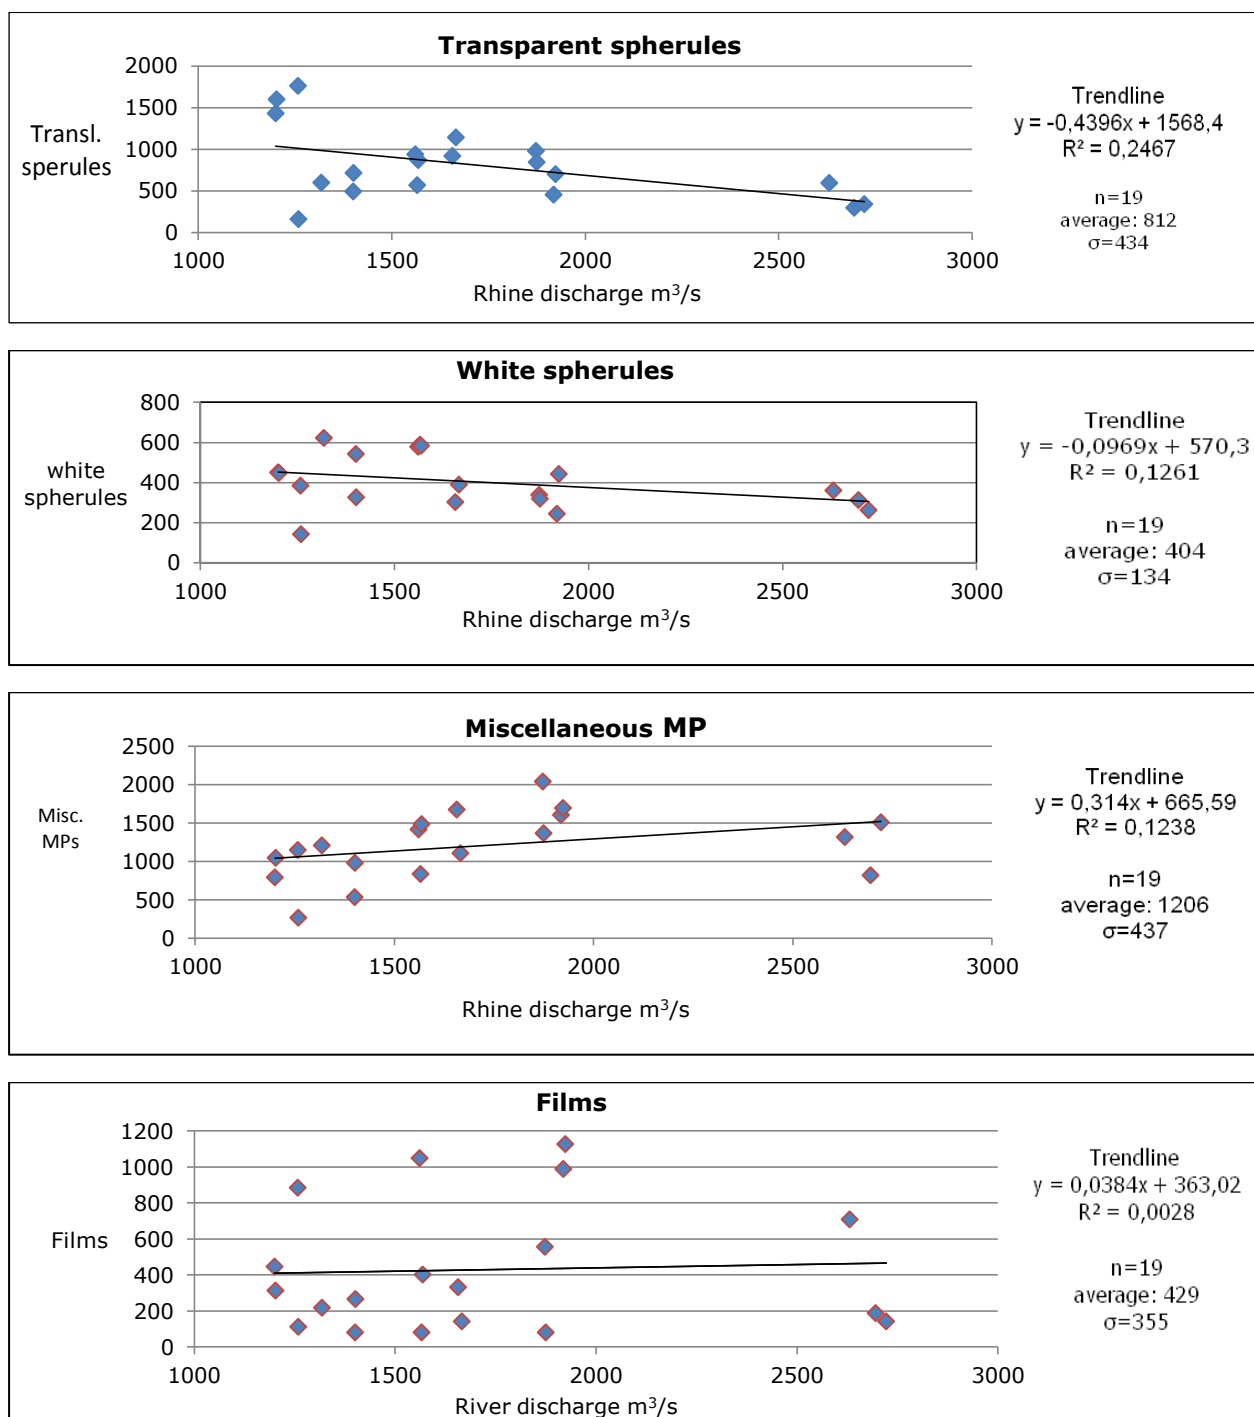 Transparent spherules
2000
1500
1000
500
0
Transl.
sperules
1000 1500 2000 2500 3000
Rhine discharge m³/s
Trendline
y = -0,4396x + 1568,4
R² = 0,2467
n=19
average: 812
σ=434
White spherules
800
600
400
200
0
white
spherules
1000 1500 2000 2500 3000
Rhine discharge m³/s
Trendline
y = -0,0969x + 570,3
R² = 0,1261
n=19
average: 404
σ=134
Miscellaneous MP
2500
2000
1500
1000
500
0
Misc.
MPs
1000 1500 2000 2500 3000
Rhine discharge m³/s
Trendline
y = 0,314x + 665,59
R² = 0,1238
n=19
average: 1206
σ=437
Films
1200
1000
800
600
400
200
0
Films
1000 1500 2000 2500 3000
River discharge m³/s
Trendline
y = 0,0384x + 363,02
R² = 0,0028
n=19
average: 429
σ=355